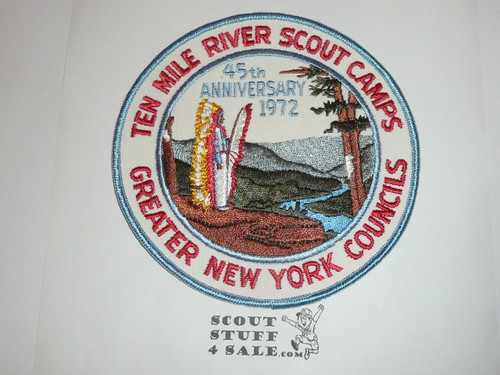 TEN MILE RIVER SCOUT CAMPS
45th
ANNIVERSARY
1972
GREATER NEW YORK COUNCILS
SCOUT
STUFF
4 SALE.com